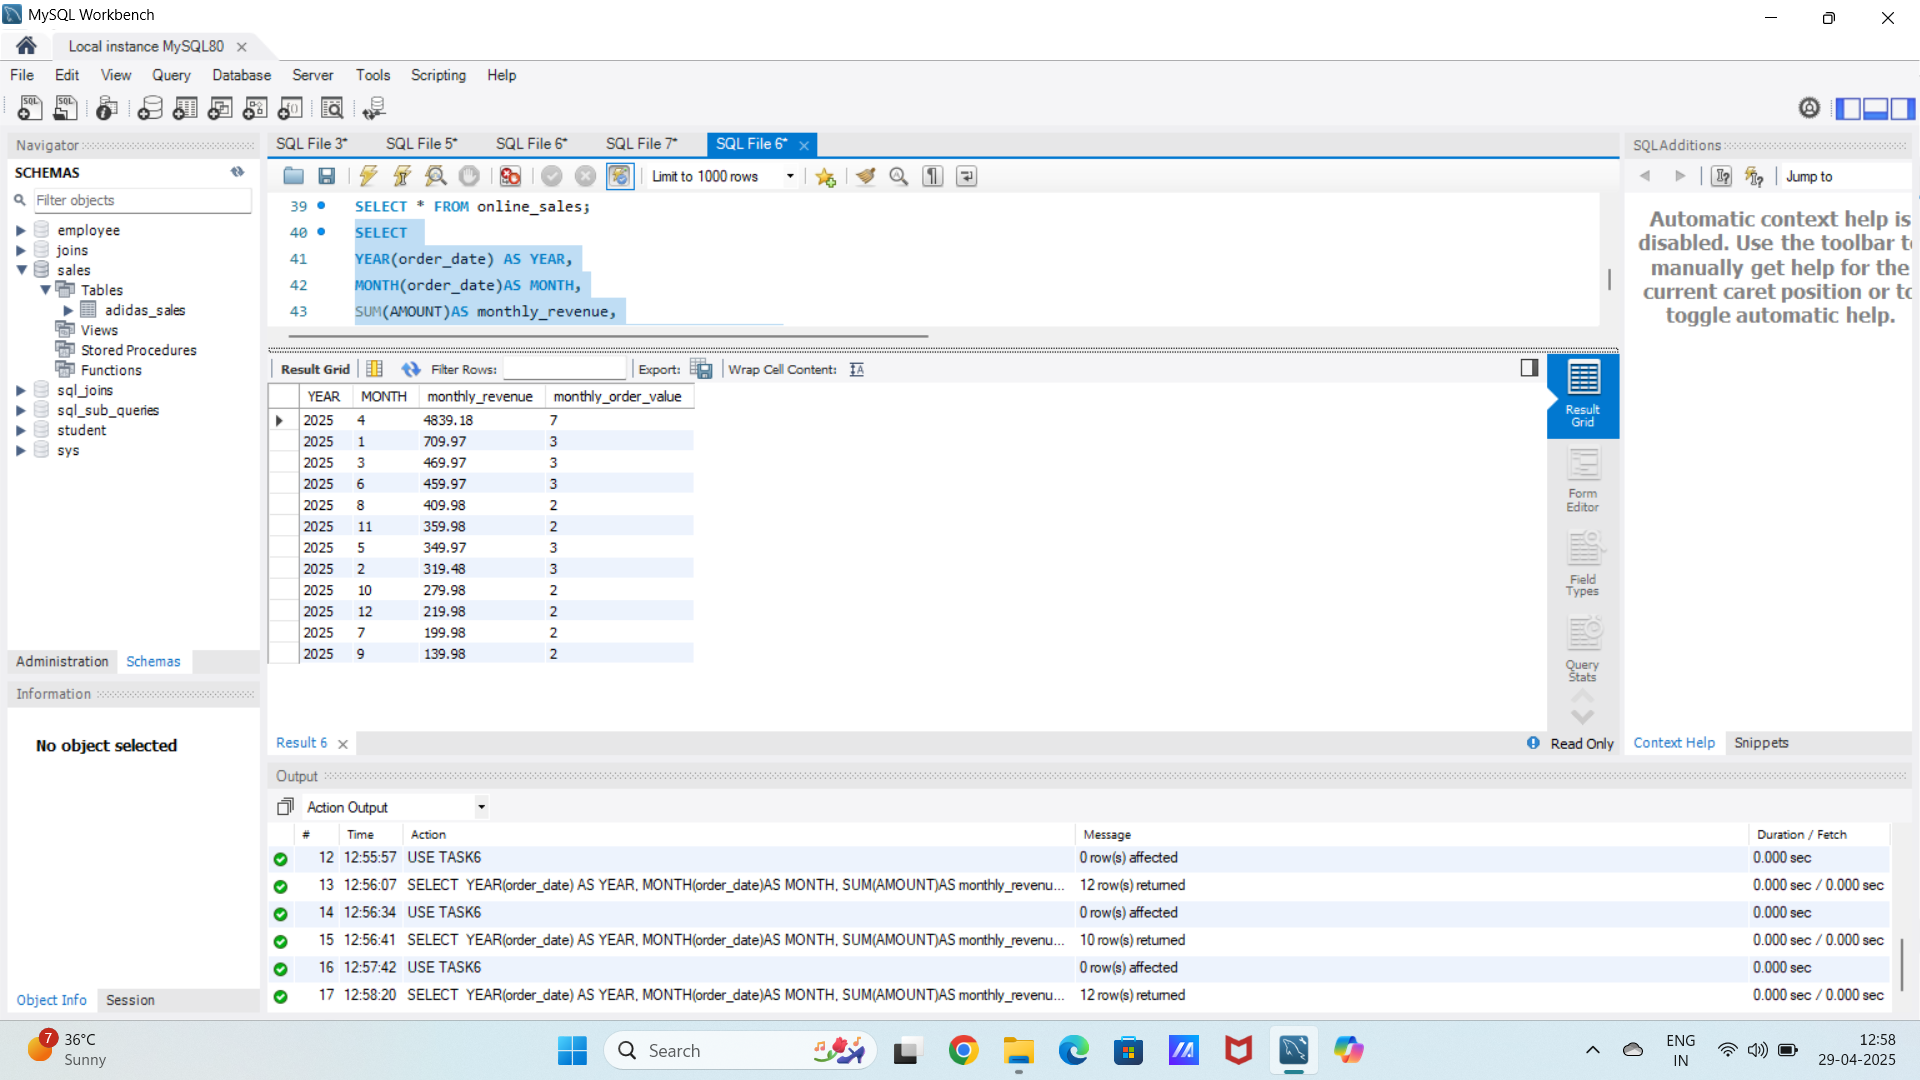 MySQL Workbench
Local instance MySQL80
File Edit View Query Database Server Tools Scripting Help
Navigator
SCHEMAS
Filter objects
employee
joins
sales
Tables
adidas_sales
Views
Stored Procedures
Functions
sql_joins
sql_sub_queries
student
sys
Administration Schemas
Information
No object selected
Object Info Session
SQL File 3* SQL File 5* SQL File 6* SQL File 7* SQL File 6*
Limit to 1000 rows
39 SELECT * FROM online_sales;
40 SELECT
41 YEAR(order_date) AS YEAR,
42 MONTH(order_date)AS MONTH,
43 SUM(AMOUNT)AS monthly_revenue,
Result Grid Filter Rows: Export: Wrap Cell Content:
YEAR MONTH monthly_revenue monthly_order_value
2025 4 4839.18 7
2025 1 709.97 3
2025 3 469.97 3
2025 6 459.97 3
2025 8 409.98 2
2025 11 359.98 2
2025 5 349.97 3
2025 2 319.48 3
2025 10 279.98 2
2025 12 219.98 2
2025 7 199.98 2
2025 9 139.98 2
Result Grid
Form Editor
Field Types
Query Stats
Result 6
Read Only
SQLAdditions
Jump to
Automatic context help is
disabled. Use the toolbar t
manually get help for the
current caret position or to
toggle automatic help.
Context Help Snippets
Output
Action Output
# Time Action Message Duration / Fetch
12 12:55:57 USE TASK6 0 row(s) affected 0.000 sec
13 12:56:07 SELECT YEAR(order_date) AS YEAR, MONTH(order_date)AS MONTH, SUM(AMOUNT)AS monthly_revenu... 12 row(s) returned 0.000 sec / 0.000 sec
14 12:56:34 USE TASK6 0 row(s) affected 0.000 sec
15 12:56:41 SELECT YEAR(order_date) AS YEAR, MONTH(order_date)AS MONTH, SUM(AMOUNT)AS monthly_revenu... 10 row(s) returned 0.000 sec / 0.000 sec
16 12:57:42 USE TASK6 0 row(s) affected 0.000 sec
17 12:58:20 SELECT YEAR(order_date) AS YEAR, MONTH(order_date)AS MONTH, SUM(AMOUNT)AS monthly_revenu... 12 row(s) returned 0.000 sec / 0.000 sec
7 36°C
Sunny
Search
ENG
IN
12:58
29-04-2025